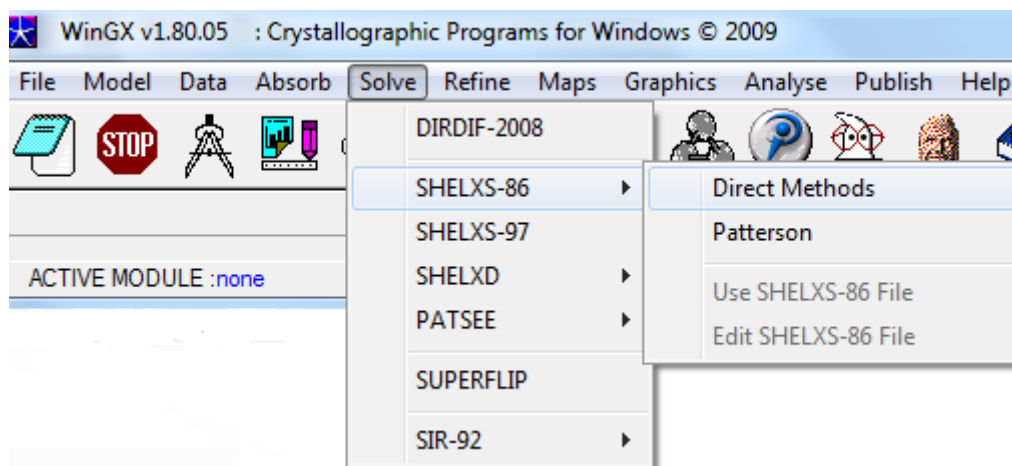 WinGX v1.80.05 : Crystallographic Programs for Windows © 2009
File Model Data Absorb Solve Refine Maps Graphics Analyse Publish Help
STOP
DIRDIF-2008
SHELXS-86
Direct Methods
SHELXS-97
Patterson
ACTIVE MODULE :none
SHELXD
Use SHELXS-86 File
PATSEE
Edit SHELXS-86 File
SUPERFLIP
SIR-92